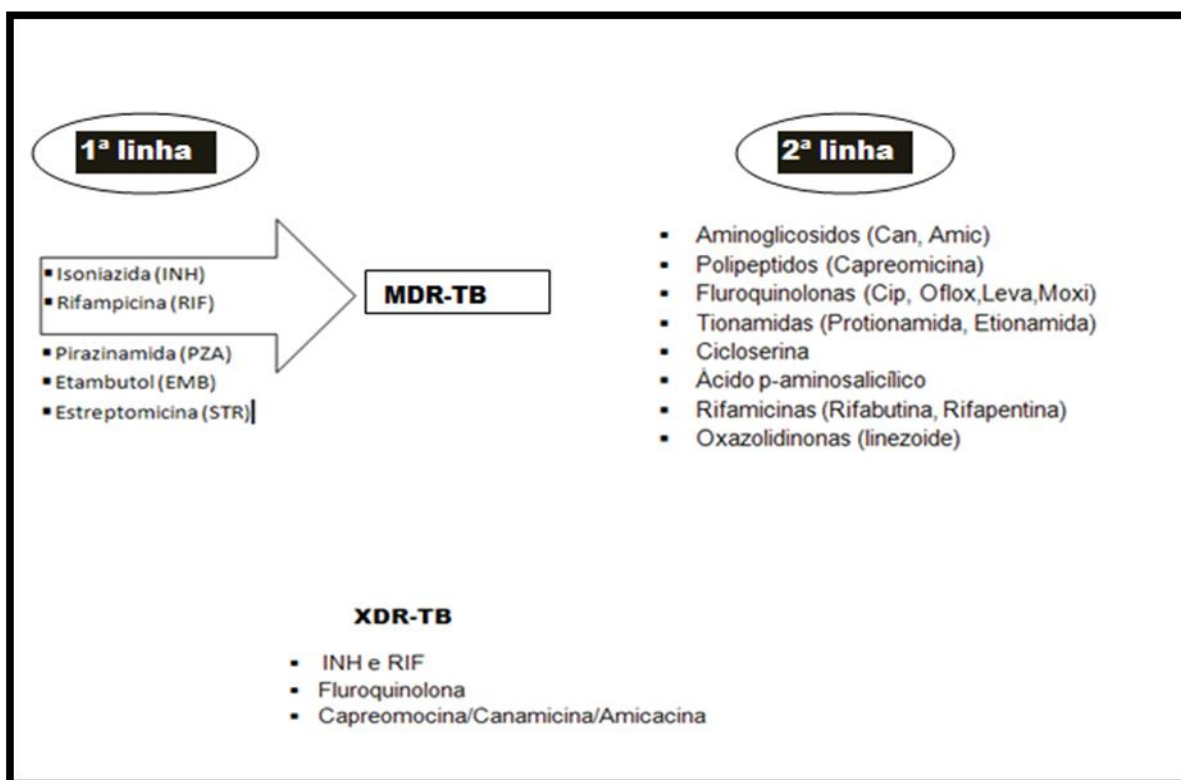 1ª linha
▪ Isoniazida (INH)
▪ Rifampicina (RIF)
▪ Pirazinamida (PZA)
▪ Etambutol (EMB)
▪ Estreptomicina (STR)
MDR-TB
2ª linha
▪ Aminoglicosidos (Can, Amic)
▪ Polipeptidos (Capreomicina)
▪ Fluroquinolonas (Cip, Oflox,Leva,Moxi)
▪ Tionamidas (Protionamida, Etionamida)
▪ Cicloserina
▪ Ácido p-aminosalicílico
▪ Rifamicinas (Rifabutina, Rifapentina)
▪ Oxazolidinonas (linezoide)
XDR-TB
▪ INH e RIF
▪ Fluroquinolona
▪ Capreomocina/Canamicina/Amicacina